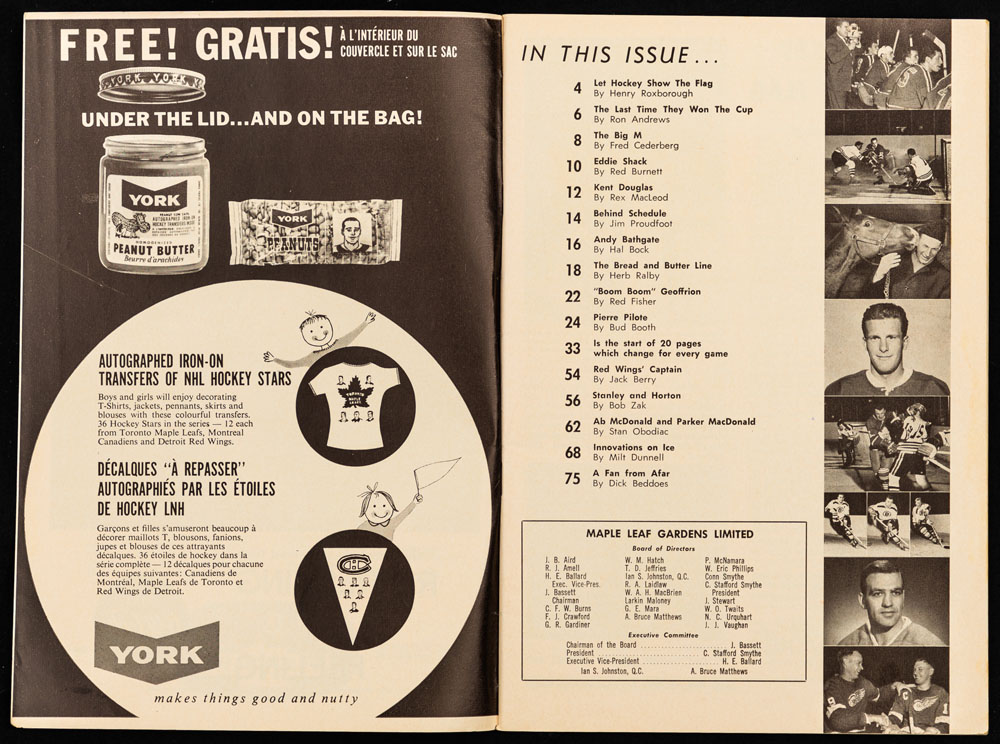 FREE! GRATIS! À L'INTÉRIEUR DU
COUVERCLE ET SUR LE SAC
YORK YORK
UNDER THE LID...AND ON THE BAG!
YORK
HOMOGENIZED
PEANUT BUTTER
Beurre d'arachides
YORK
PEANUTS
AUTOGRAPHED IRON-ON
TRANSFERS OF NHL HOCKEY STARS
Boys and girls will enjoy decorating
T-Shirts, jackets, pennants, skirts and
blouses with these colourful transfers.
36 Hockey Stars in the series — 12 each
from Toronto Maple Leafs, Montreal
Canadiens and Detroit Red Wings.
TORONTO
MAPLE
LEAFS
DÉCALQUES "À REPASSER"
AUTOGRAPHIÉS PAR LES ÉTOILES
DE HOCKEY LNH
Garçons et filles s'amuseront beaucoup à
décorer maillots T, blousons, fanions,
jupes et blouses de ces attrayants
décalques. 36 étoiles de hockey dans la
série complète — 12 décalques pour chacune
des équipes suivantes: Canadiens de
Montréal, Maple Leafs de Toronto et
Red Wings de Detroit.
YORK
makes things good and nutty
IN THIS ISSUE...
4 Let Hockey Show The Flag
By Henry Roxborough
6 The Last Time They Won The Cup
By Ron Andrews
8 The Big M
By Fred Cederberg
10 Eddie Shack
By Red Burnett
12 Kent Douglas
By Rex MacLeod
14 Behind Schedule
By Jim Proudfoot
16 Andy Bathgate
By Hal Bock
18 The Bread and Butter Line
By Herb Ralby
22 "Boom Boom" Geoffrion
By Red Fisher
24 Pierre Pilote
By Bud Booth
33 Is the start of 20 pages
which change for every game
54 Red Wings' Captain
By Jack Berry
56 Stanley and Horton
By Bob Zak
62 Ab McDonald and Parker MacDonald
By Stan Obodiac
68 Innovations on Ice
By Milt Dunnell
75 A Fan from Afar
By Dick Beddoes
MAPLE LEAF GARDENS LIMITED
Board of Directors
J. B. Aird
R. J. Amell
H. E. Ballard
Exec. Vice-Pres.
J. Bassett
Chairman
C. F. W. Burns
F. J. Crawford
G. R. Gardiner
W. M. Hatch
T. D. Jeffries
Ian S. Johnston, Q.C.
R. A. Laidlaw
W. A. H. MacBrien
Larkin Maloney
G. E. Mara
A. Bruce Matthews
P. McNamara
W. Eric Phillips
Conn Smythe
C. Stafford Smythe
President
J. Stewart
W. O. Twaits
N. C. Urquhart
J. J. Vaughan
Executive Committee
Chairman of the Board ..................... J. Bassett
President ..................... C. Stafford Smythe
Executive Vice-President ..................... H. E. Ballard
Ian S. Johnston, Q.C. A. Bruce Matthews